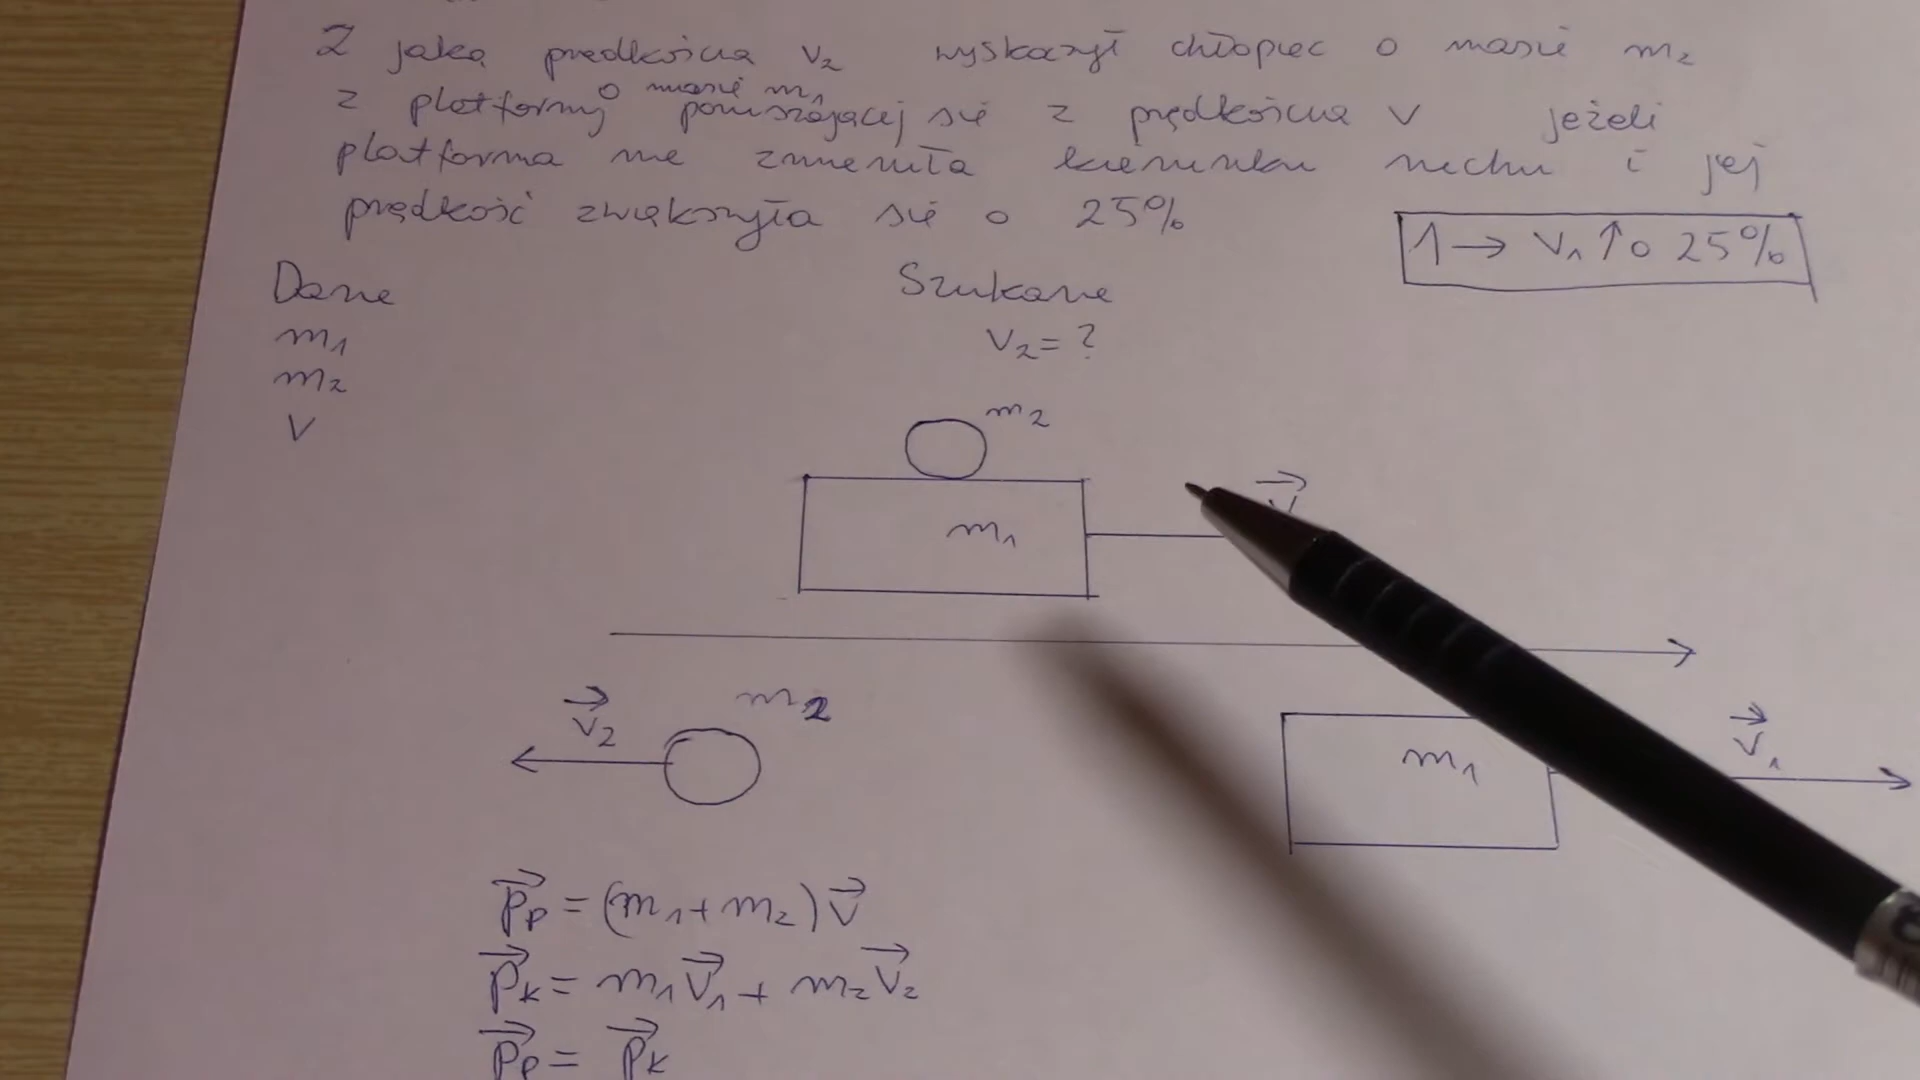 Z jaką prędkością v₂ wyskoczył chłopiec o masie m₂
o masie m₁
z platformy poruszającej się z prędkością v jeżeli
platforma nie zmieniła kierunku ruchu i jej
prędkość zwiększyła się o 25%
1 → v₁ ↑ o 25%
Dane
Szukane
m₁
v₂ = ?
m₂
v
m₂
m₁
v⃗
v⃗₂
m₂
m₁
v⃗₁
p⃗ₚ = (m₁ + m₂) v⃗
p⃗ₖ = m₁ v⃗₁ + m₂ v⃗₂
p⃗ₚ = p⃗ₖ